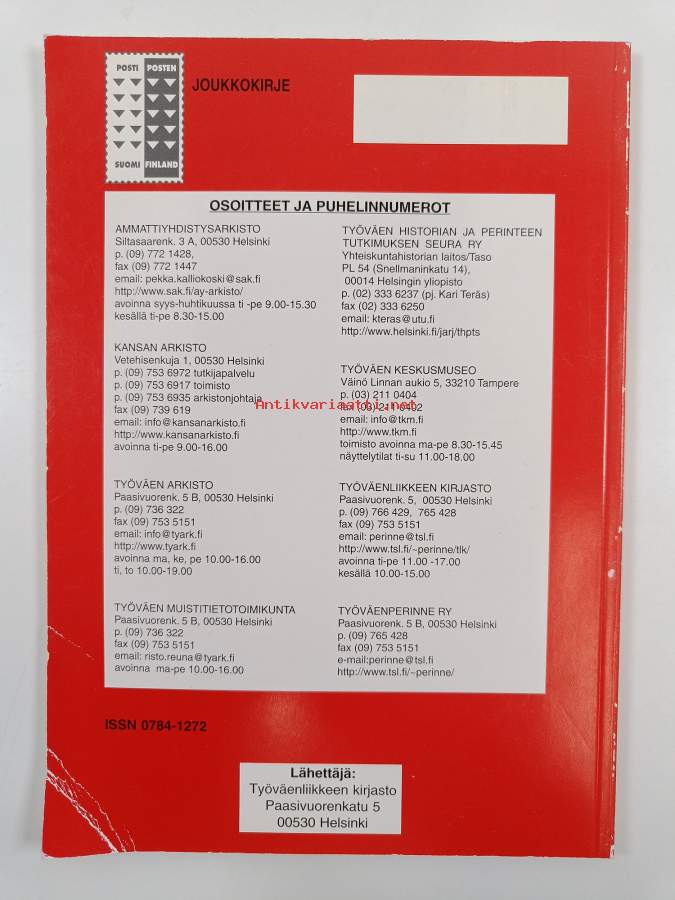 POSTI POSTEN
SUOMI FINLAND
JOUKKOKIRJE
OSOITTEET JA PUHELINNUMEROT
AMMATTIYHDISTYSARKISTO
Siltasaarenk. 3 A, 00530 Helsinki
p. (09) 772 1428,
fax (09) 772 1447
email: pekka.kalliokoski@sak.fi
http://www.sak.fi/ay-arkisto/
avoinna syys-huhtikuussa ti -pe 9.00-15.30
kesällä ti-pe 8.30-15.00
KANSAN ARKISTO
Vetehisenkuja 1, 00530 Helsinki
p. (09) 753 6972 tutkijapalvelu
p. (09) 753 6917 toimisto
p. (09) 753 6935 arkistonjohtaja
fax (09) 739 619
email: info@kansanarkisto.fi
http://www.kansanarkisto.fi
avoinna ti-pe 9.00-16.00
TYÖVÄEN ARKISTO
Paasivuorenk. 5 B, 00530 Helsinki
p. (09) 736 322
fax (09) 753 5151
email: info@tyark.fi
http://www.tyark.fi
avoinna ma, ke, pe 10.00-16.00
ti, to 10.00-19.00
TYÖVÄEN MUISTITIETOTOIMIKUNTA
Paasivuorenk. 5 B, 00530 Helsinki
p. (09) 736 322
fax (09) 753 5151
email: risto.reuna@tyark.fi
avoinna ma-pe 10.00-16.00
TYÖVÄEN HISTORIAN JA PERINTEEN
TUTKIMUKSEN SEURA RY
Yhteiskuntahistorian laitos/Taso
PL 54 (Snellmaninkatu 14),
00014 Helsingin yliopisto
p. (02) 333 6237 (pj. Kari Teräs)
fax (02) 333 6250
email: kteras@utu.fi
http://www.helsinki.fi/jarj/thpts
TYÖVÄEN KESKUSMUSEO
Väinö Linnan aukio 5, 33210 Tampere
p. (03) 211 0404
fax (03) 211 0402
email: info@tkm.fi
http://www.tkm.fi
toimisto avoinna ma-pe 8.30-15.45
näyttelytilat ti-su 11.00-18.00
TYÖVÄENLIIKKEEN KIRJASTO
Paasivuorenk. 5, 00530 Helsinki
p. (09) 766 429, 765 428
fax (09) 753 5151
email: perinne@tsl.fi
http://www.tsl.fi/~perinne/tlk/
avoinna ti-pe 11.00 -17.00
kesällä 10.00-15.00
TYÖVÄENPERINNE RY
Paasivuorenk. 5 B, 00530 Helsinki
p. (09) 765 428
fax (09) 753 5151
e-mail:perinne@tsl.fi
http://www.tsl.fi/~perinne/
Antikvariaatti.net
ISSN 0784-1272
Lähettäjä:
Työväenliikkeen kirjasto
Paasivuorenkatu 5
00530 Helsinki